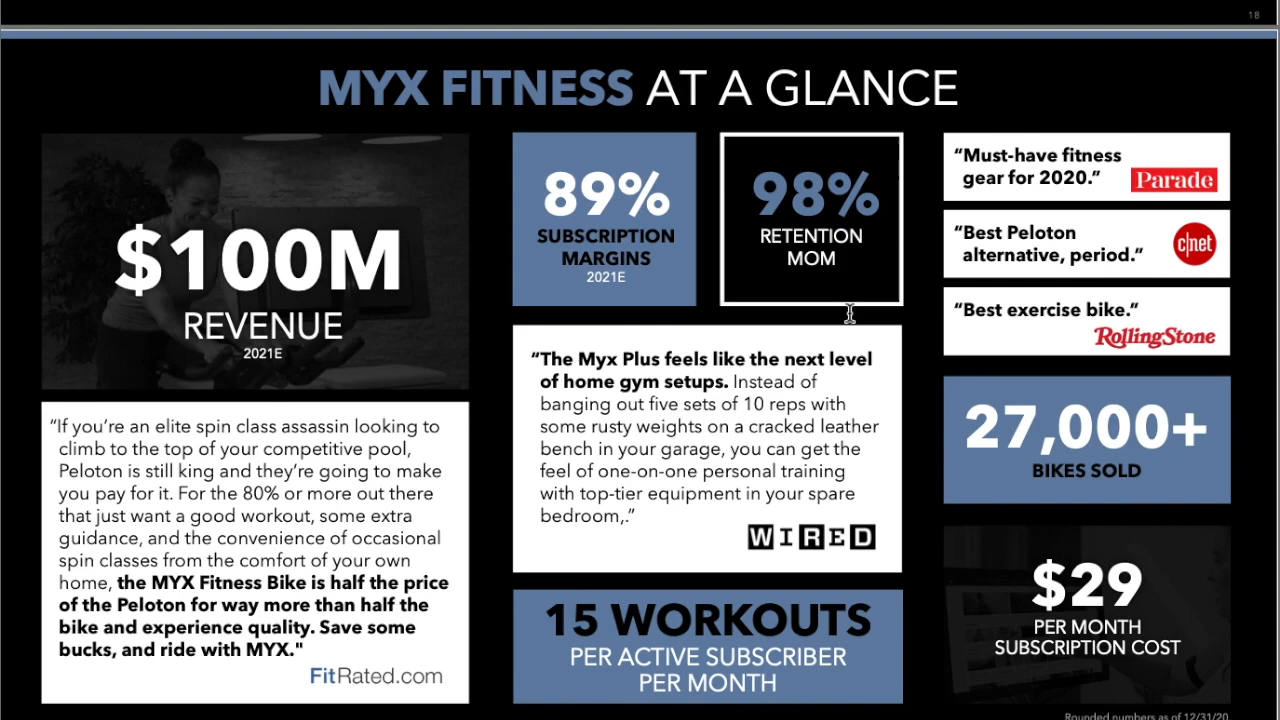 18
MYX FITNESS AT A GLANCE
$100M
REVENUE
2021E
“If you’re an elite spin class assassin looking to
climb to the top of your competitive pool,
Peloton is still king and they’re going to make
you pay for it. For the 80% or more out there
that just want a good workout, some extra
guidance, and the convenience of occasional
spin classes from the comfort of your own
home, the MYX Fitness Bike is half the price
of the Peloton for way more than half the
bike and experience quality. Save some
bucks, and ride with MYX."
FitRated.com
89%
SUBSCRIPTION
MARGINS
2021E
98%
RETENTION
MOM
“The Myx Plus feels like the next level
of home gym setups. Instead of
banging out five sets of 10 reps with
some rusty weights on a cracked leather
bench in your garage, you can get the
feel of one-on-one personal training
with top-tier equipment in your spare
bedroom,.”
WIRED
15 WORKOUTS
PER ACTIVE SUBSCRIBER
PER MONTH
“Must-have fitness
gear for 2020.”
Parade
“Best Peloton
alternative, period.”
c|net
“Best exercise bike.”
RollingStone
27,000+
BIKES SOLD
$29
PER MONTH
SUBSCRIPTION COST
Rounded numbers as of 12/31/20